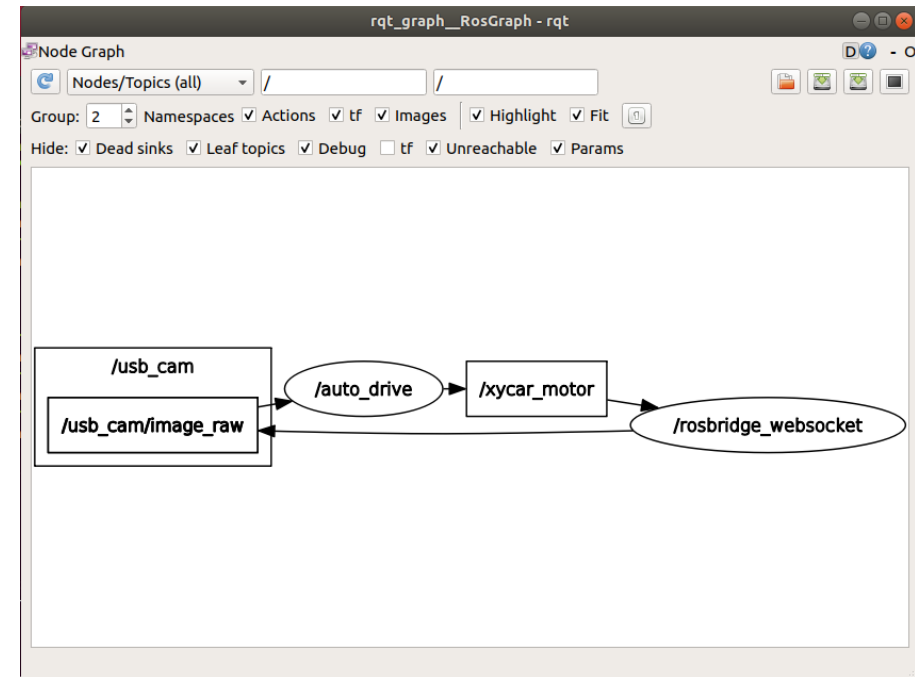 rqt_graph__RosGraph - rqt
Node Graph D ? - O
Nodes/Topics (all) / /
Group: 2 Namespaces Actions tf Images Highlight Fit
Hide: Dead sinks Leaf topics Debug tf Unreachable Params
/usb_cam
/auto_drive
/xycar_motor
/usb_cam/image_raw
/rosbridge_websocket